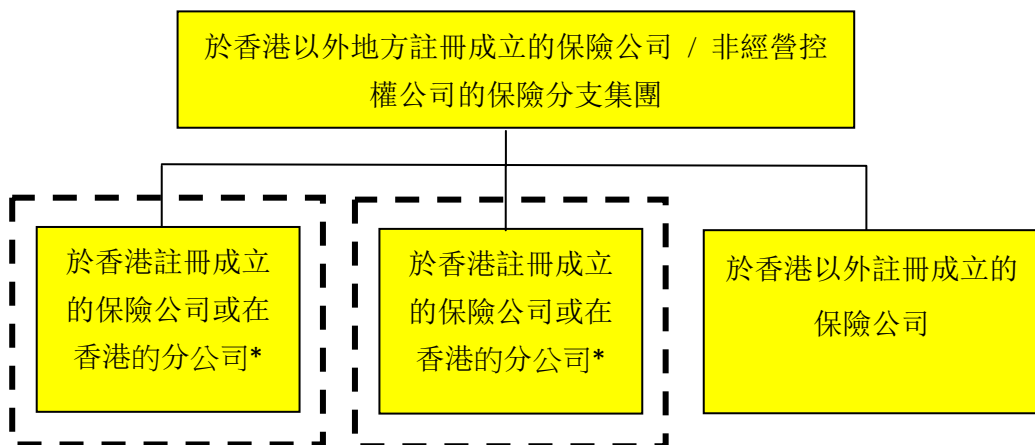 於香港以外地方註冊成立的保險公司 / 非經營控
權公司的保險分支集團
於香港註冊成立
的保險公司或在
香港的分公司*
於香港註冊成立
的保險公司或在
香港的分公司*
於香港以外註冊成立的
保險公司